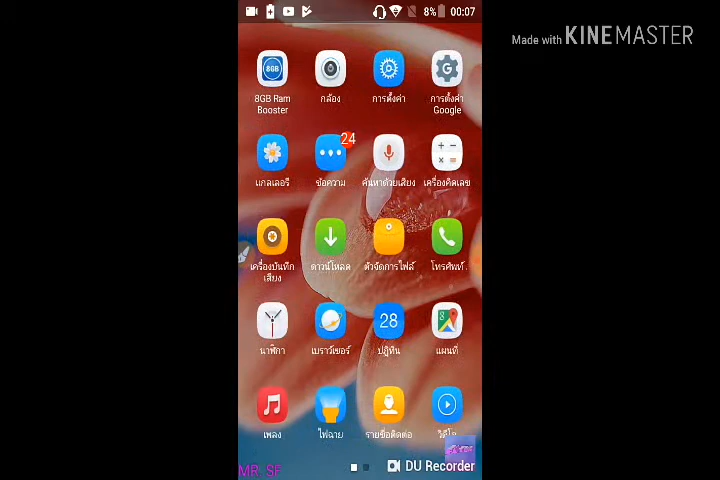 8% 00:07
Made with KINEMASTER
8GB
8GB Ram Booster
กล้อง
การตั้งค่า
การตั้งค่า Google
แกลเลอรี
24
ข้อความ
ค้นหาด้วยเสียง
เครื่องคิดเลข
เครื่องบันทึกเสียง
ดาวน์โหลด
ตัวจัดการไฟล์
โทรศัพท์
นาฬิกา
เบราว์เซอร์
28
ปฏิทิน
แผนที่
เพลง
ไฟฉาย
รายชื่อติดต่อ
วิดีโอ
MR. SF
DU Recorder